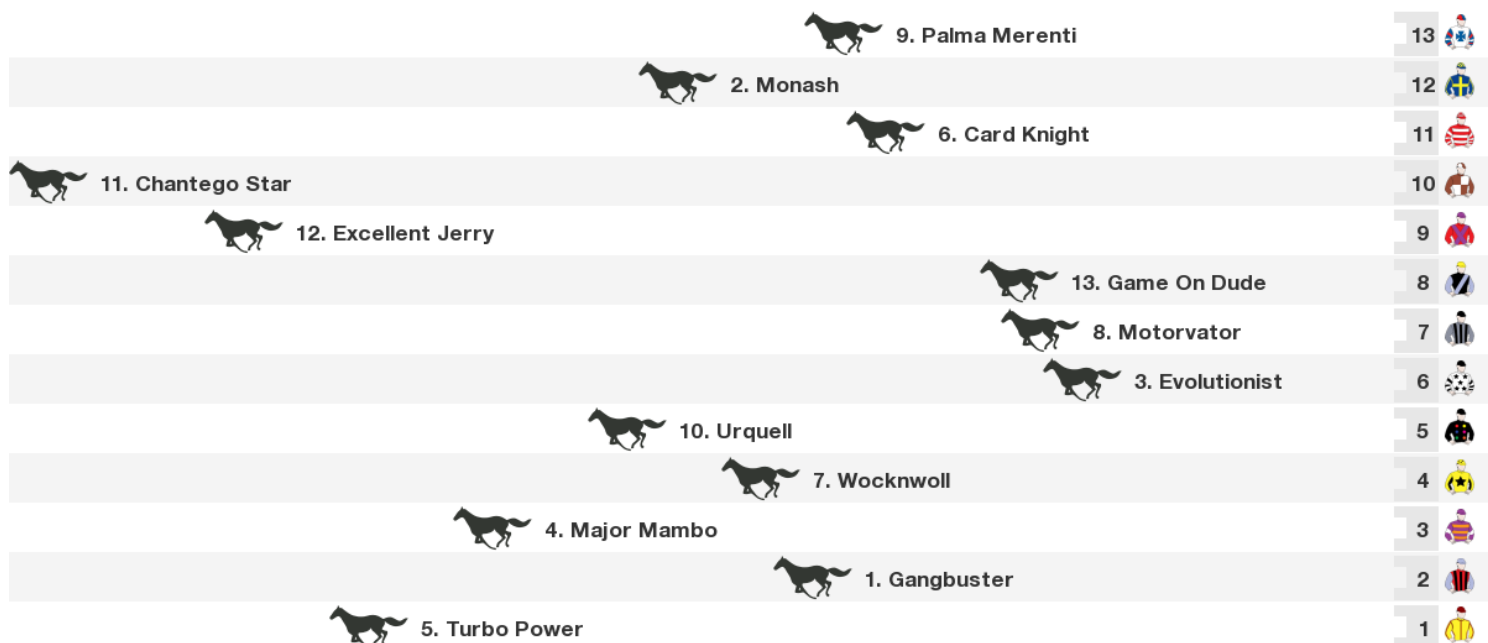 9. Palma Merenti 13
2. Monash 12
6. Card Knight 11
11. Chantego Star 10
12. Excellent Jerry 9
13. Game On Dude 8
8. Motorvator 7
3. Evolutionist 6
10. Urquell 5
7. Wocknwoll 4
4. Major Mambo 3
1. Gangbuster 2
5. Turbo Power 1